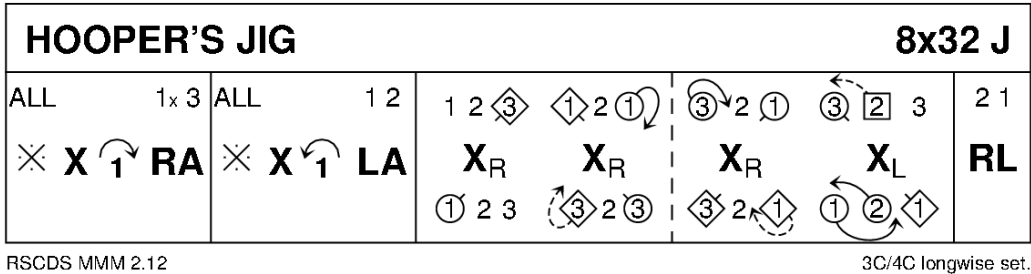 HOOPER'S JIG 8x32 J
ALL 1x 3 ALL 1 2 1 2 3 1 2 1 3 2 1 3 2 3 2 1
※ X 1 RA ※ X 1 LA XR XR XR XL RL
1 2 3 3 2 3 3 2 1 1 2 1
RSCDS MMM 2.12 3C/4C longwise set.